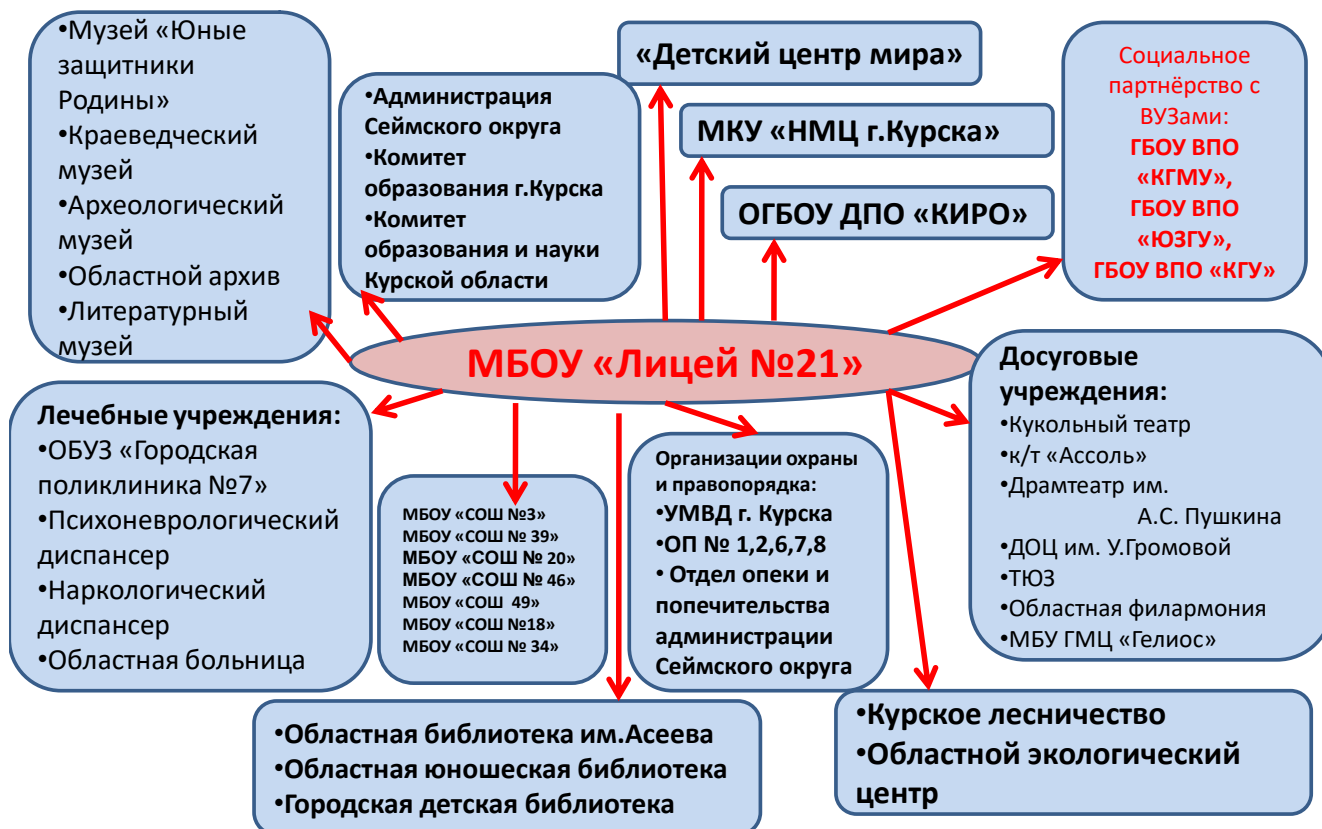 •Музей «Юные
защитники
Родины»
•Краеведческий
музей
•Археологический
музей
•Областной архив
•Литературный
музей
•Администрация
Сеймского округа
•Комитет
образования г.Курска
•Комитет
образования и науки
Курской области
«Детский центр мира»
МКУ «НМЦ г.Курска»
ОГБОУ ДПО «КИРО»
Социальное
партнёрство с
ВУЗами:
ГБОУ ВПО
«КГМУ»,
ГБОУ ВПО
«ЮЗГУ»,
ГБОУ ВПО «КГУ»
МБОУ «Лицей №21»
Лечебные учреждения:
•ОБУЗ «Городская
поликлиника №7»
•Психоневрологический
диспансер
•Наркологический
диспансер
•Областная больница
МБОУ «СОШ №3»
МБОУ «СОШ № 39»
МБОУ «СОШ № 20»
МБОУ «СОШ № 46»
МБОУ «СОШ 49»
МБОУ «СОШ №18»
МБОУ «СОШ № 34»
Организации охраны
и правопорядка:
•УМВД г. Курска
•ОП № 1,2,6,7,8
• Отдел опеки и
попечительства
администрации
Сеймского округа
Досуговые
учреждения:
•Кукольный театр
•к/т «Ассоль»
•Драмтеатр им.
А.С. Пушкина
•ДОЦ им. У.Громовой
•ТЮЗ
•Областная филармония
•МБУ ГМЦ «Гелиос»
•Областная библиотека им.Асеева
•Областная юношеская библиотека
•Городская детская библиотека
•Курское лесничество
•Областной экологический
центр